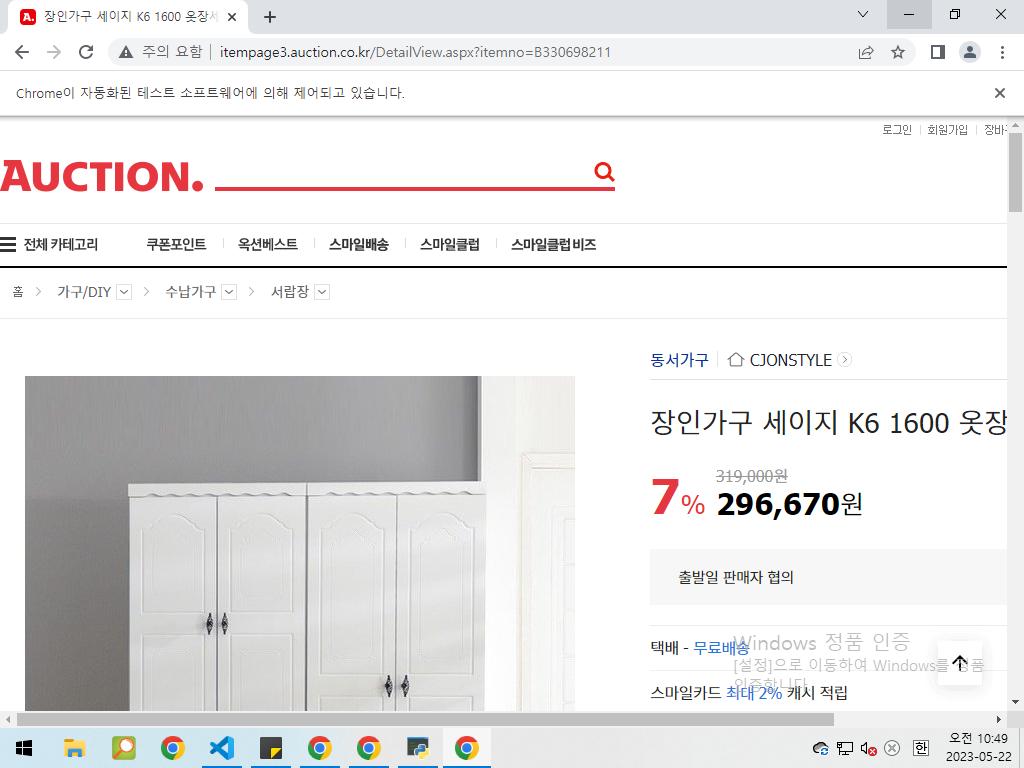 장인가구 세이지 K6 1600 옷장세
주의 요함
itempage3.auction.co.kr/DetailView.aspx?itemno=B330698211
Chrome이 자동화된 테스트 소프트웨어에 의해 제어되고 있습니다.
로그인 회원가입 장바구
AUCTION.
전체 카테고리 쿠폰포인트 옥션베스트 스마일배송 스마일클럽 스마일클럽 비즈
홈 가구/DIY 수납가구 서랍장
동서가구 CJONSTYLE
장인가구 세이지 K6 1600 옷장
319,000원
7% 296,670원
출발일 판매자 협의
택배 - 무료배송
Windows 정품 인증
[설정]으로 이동하여 Windows를 정품
인증합니다.
스마일카드 최대 2% 캐시 적립
한
오전 10:49
2023-05-22